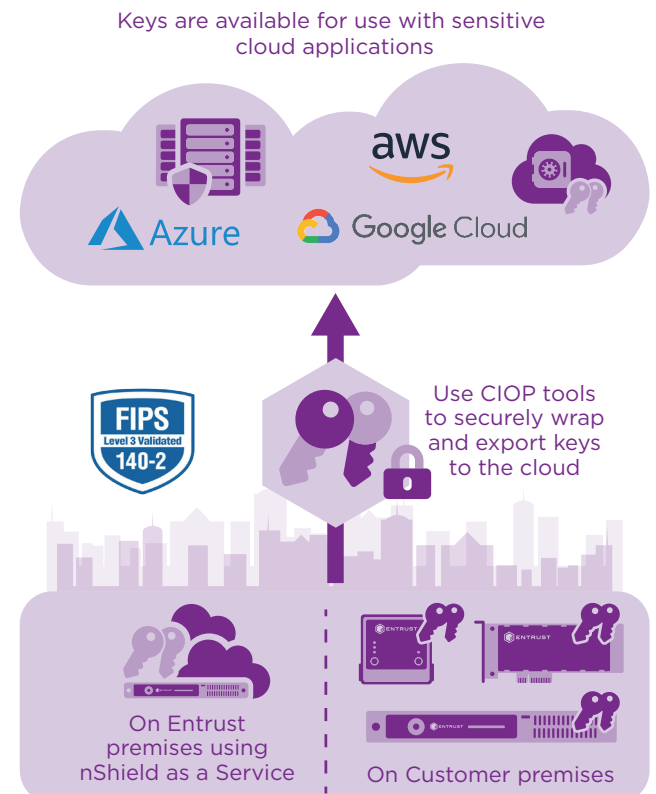 Keys are available for use with sensitive
cloud applications
aws
Azure
Google Cloud
FIPS
Level 3 Validated
140-2
Use CIOP tools
to securely wrap
and export keys
to the cloud
ENTRUST
ENTRUST
ENTRUST
On Entrust
premises using
nShield as a Service
On Customer premises